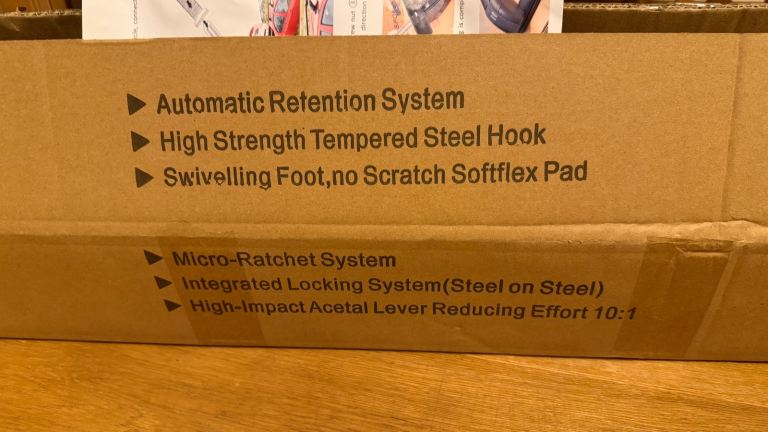 ▶ Automatic Retention System
▶ High Strength Tempered Steel Hook
▶ Swivelling Foot,no Scratch Softflex Pad
▶ Micro-Ratchet System
▶ Integrated Locking System(Steel on Steel)
▶ High-Impact Acetal Lever Reducing Effort 10:1